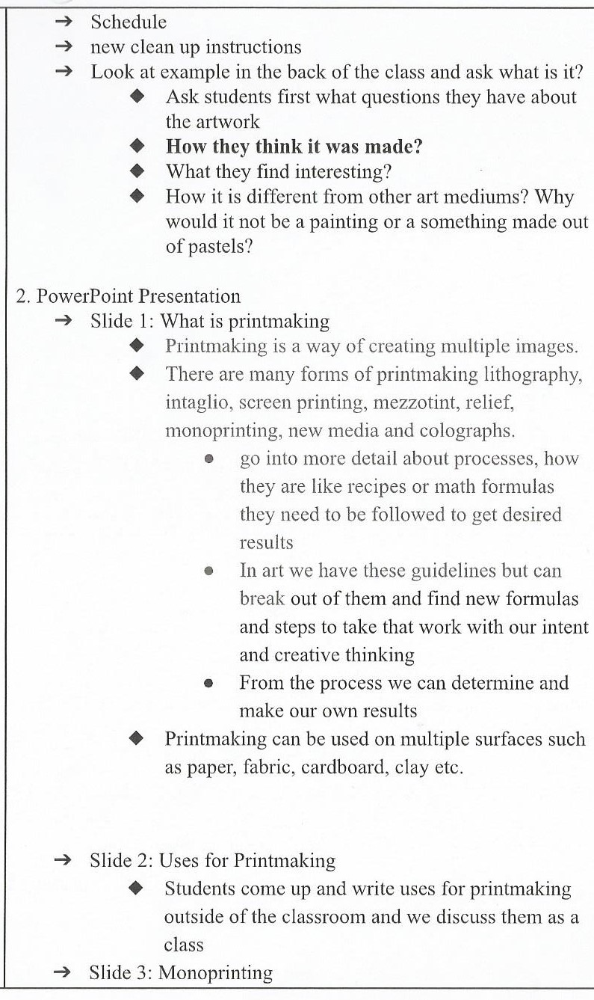 ➔ Schedule
➔ new clean up instructions
➔ Look at example in the back of the class and ask what is it?
◆ Ask students first what questions they have about
the artwork
◆ How they think it was made?
◆ What they find interesting?
◆ How it is different from other art mediums? Why
would it not be a painting or a something made out
of pastels?
2. PowerPoint Presentation
➔ Slide 1: What is printmaking
◆ Printmaking is a way of creating multiple images.
◆ There are many forms of printmaking lithography,
intaglio, screen printing, mezzotint, relief,
monoprinting, new media and colographs.
● go into more detail about processes, how
they are like recipes or math formulas
they need to be followed to get desired
results
● In art we have these guidelines but can
break out of them and find new formulas
and steps to take that work with our intent
and creative thinking
● From the process we can determine and
make our own results
◆ Printmaking can be used on multiple surfaces such
as paper, fabric, cardboard, clay etc.
➔ Slide 2: Uses for Printmaking
◆ Students come up and write uses for printmaking
outside of the classroom and we discuss them as a
class
➔ Slide 3: Monoprinting